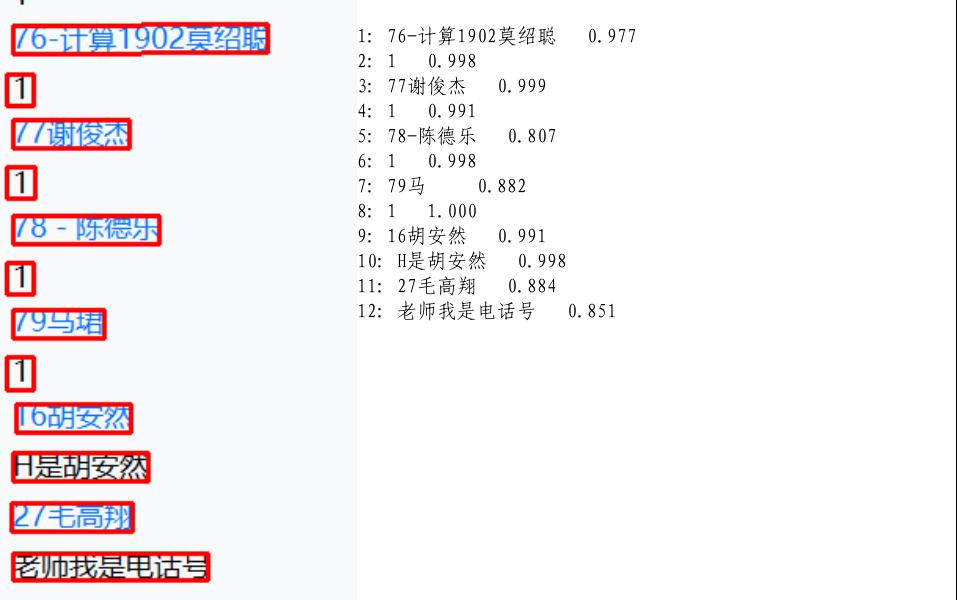 76-计算1902莫绍聪
1
77谢俊杰
1
78 - 陈德乐
1
79马珺
1
16胡安然
H是胡安然
27毛高翔
老师我是电话号
1: 76-计算1902莫绍聪 0.977
2: 1 0.998
3: 77谢俊杰 0.999
4: 1 0.991
5: 78-陈德乐 0.807
6: 1 0.998
7: 79马 0.882
8: 1 1.000
9: 16胡安然 0.991
10: H是胡安然 0.998
11: 27毛高翔 0.884
12: 老师我是电话号 0.851